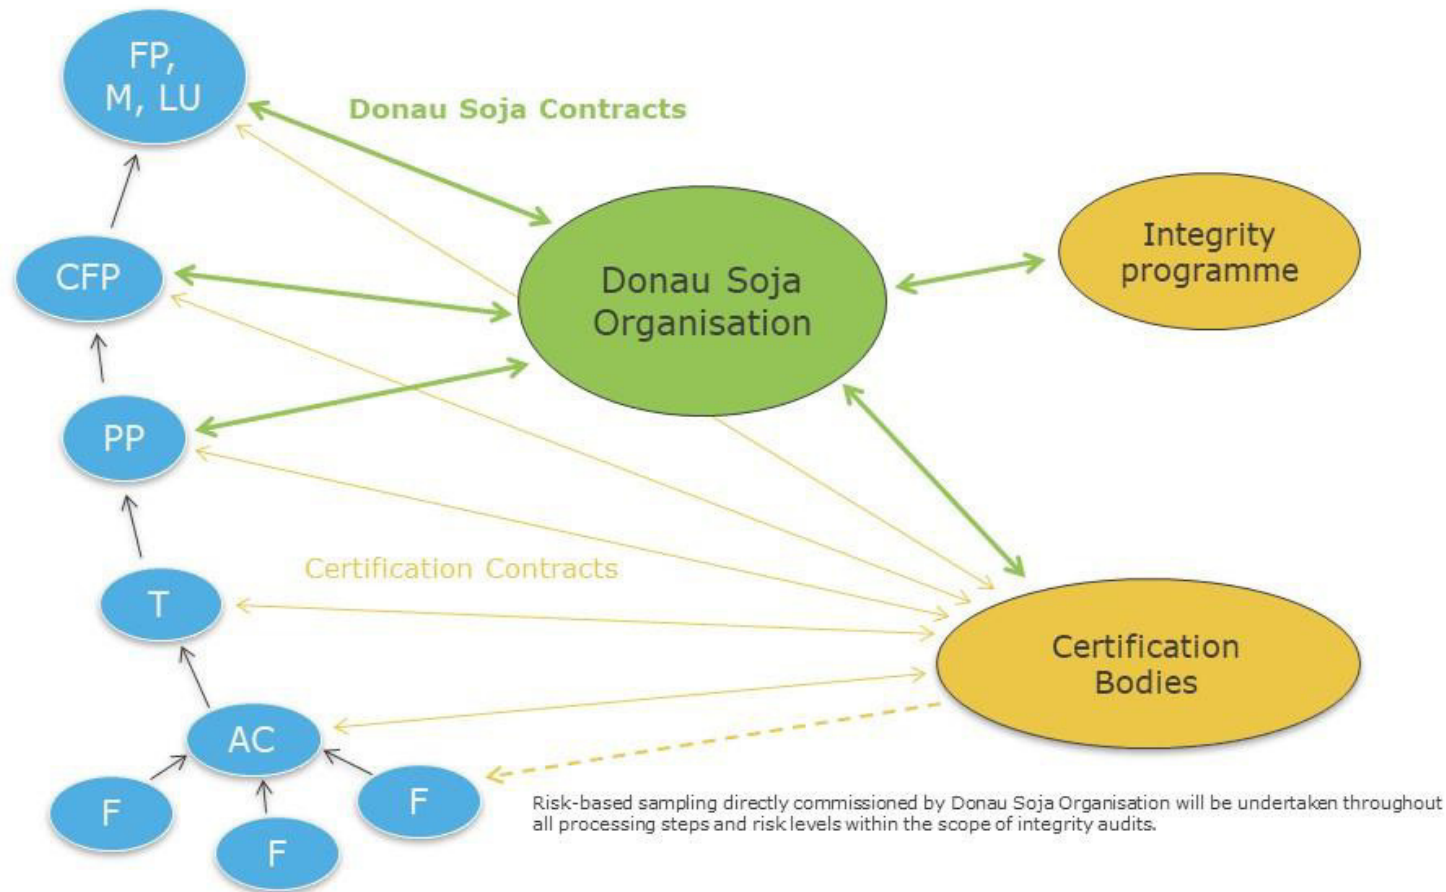 FP,
M, LU
Donau Soja Contracts
Integrity
programme
CFP
Donau Soja
Organisation
PP
Certification Contracts
T
Certification
Bodies
AC
F
F
F
Risk-based sampling directly commissioned by Donau Soja Organisation will be undertaken throughout
all processing steps and risk levels within the scope of integrity audits.